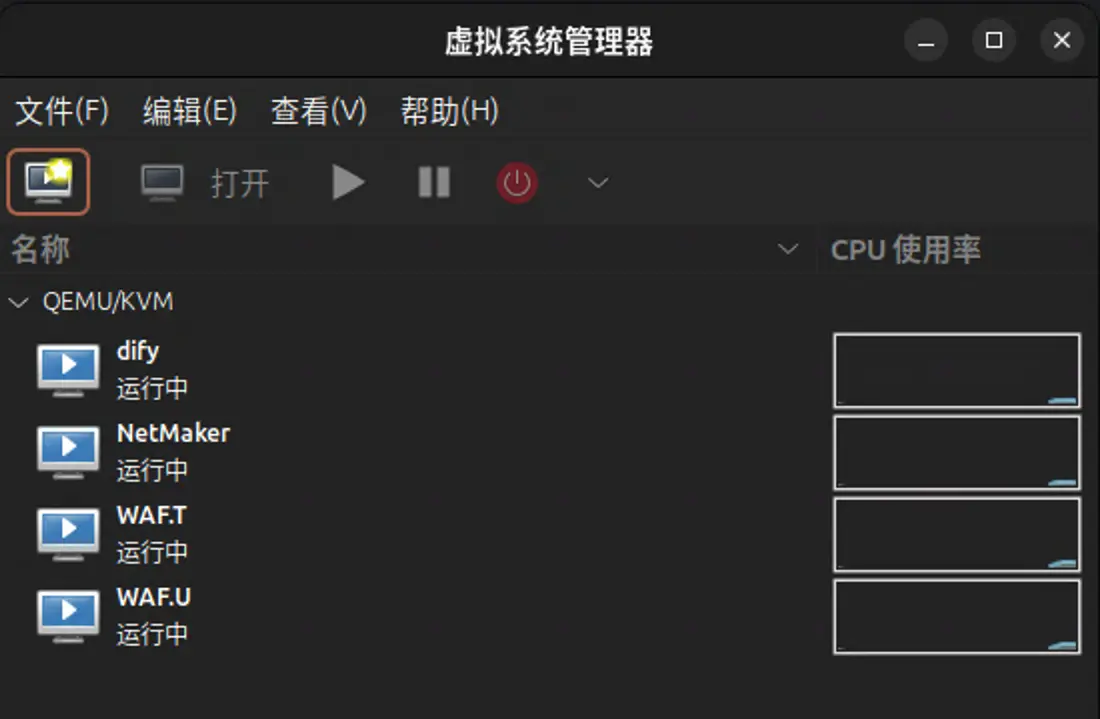 虚拟系统管理器
文件(F) 编辑(E) 查看(V) 帮助(H)
打开
名称 CPU 使用率
QEMU/KVM
dify
运行中
NetMaker
运行中
WAF.T
运行中
WAF.U
运行中